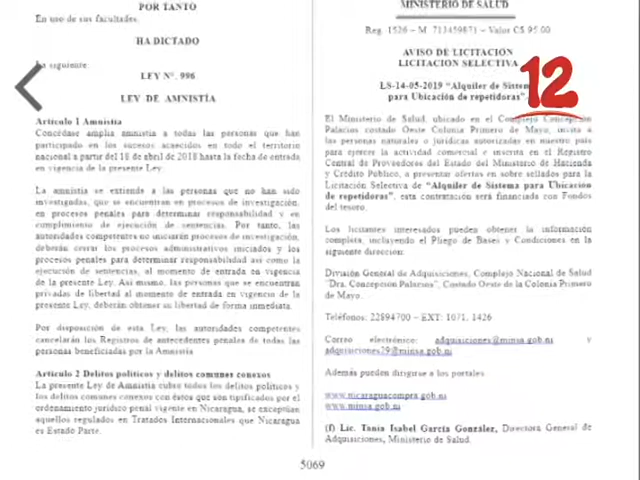 POR TANTO
En uso de sus facultades,
HA DICTADO
La siguiente:
LEY N°. 996
LEY DE AMNISTÍA
Artículo 1 Amnistía
Concédase amplia amnistía a todas las personas que han
participado en los sucesos acaecidos en todo el territorio
nacional a partir del 18 de abril de 2018 hasta la fecha de entrada
en vigencia de la presente Ley.
La amnistía se extiende a las personas que no han sido
investigadas, que se encuentran en procesos de investigación,
en procesos penales para determinar responsabilidad y en
cumplimiento de ejecución de sentencias. Por tanto, las
autoridades competentes no iniciarán procesos de investigación,
deberán cerrar los procesos administrativos iniciados y los
procesos penales para determinar responsabilidad así como la
ejecución de sentencias, al momento de entrada en vigencia
de la presente Ley. Así mismo, las personas que se encuentran
privadas de libertad al momento de entrada en vigencia de la
presente Ley, deberán obtener su libertad de forma inmediata.
Por disposición de esta Ley, las autoridades competentes
cancelarán los Registros de antecedentes penales de todas las
personas beneficiadas por la Amnistía
Artículo 2 Delitos políticos y delitos comunes conexos
La presente Ley de Amnistía cubre todos los delitos políticos y
los delitos comunes conexos con éstos que son tipificados por el
ordenamiento jurídico penal vigente en Nicaragua, se exceptúan
aquellos regulados en Tratados Internacionales que Nicaragua
es Estado Parte.
MINISTERIO DE SALUD
Reg. 1526 – M. 713459871 – Valor C$ 95.00
AVISO DE LICITACIÓN
LICITACION SELECTIVA
LS-14-05-2019 "Alquiler de Sistema
para Ubicación de repetidoras".
12
El Ministerio de Salud, ubicado en el Complejo Concepción
Palacios costado Oeste Colonia Primero de Mayo, invita a
las personas naturales o jurídicas autorizadas en nuestro país
para ejercer la actividad comercial e inscrita en el Registro
Central de Proveedores del Estado del Ministerio de Hacienda
y Crédito Público, a presentar ofertas en sobre sellados para la
Licitación Selectiva de "Alquiler de Sistema para Ubicación
de repetidoras", esta contratación será financiada con Fondos
del tesoro.
Los licitantes interesados pueden obtener la información
completa, incluyendo el Pliego de Bases y Condiciones en la
siguiente dirección:
División General de Adquisiciones, Complejo Nacional de Salud
"Dra. Concepción Palacios", Costado Oeste de la Colonia Primero
de Mayo.
Teléfonos: 22894700 – EXT: 1071, 1426
Correo electrónico: adquisiciones@minsa.gob.ni y
adquisiciones29@minsa.gob.ni
Además pueden dirigirse a los portales
www.nicaraguacompra.gob.ni
www.minsa.gob.ni
(f) Lic. Tania Isabel García González, Directora General de
Adquisiciones, Ministerio de Salud.
5069